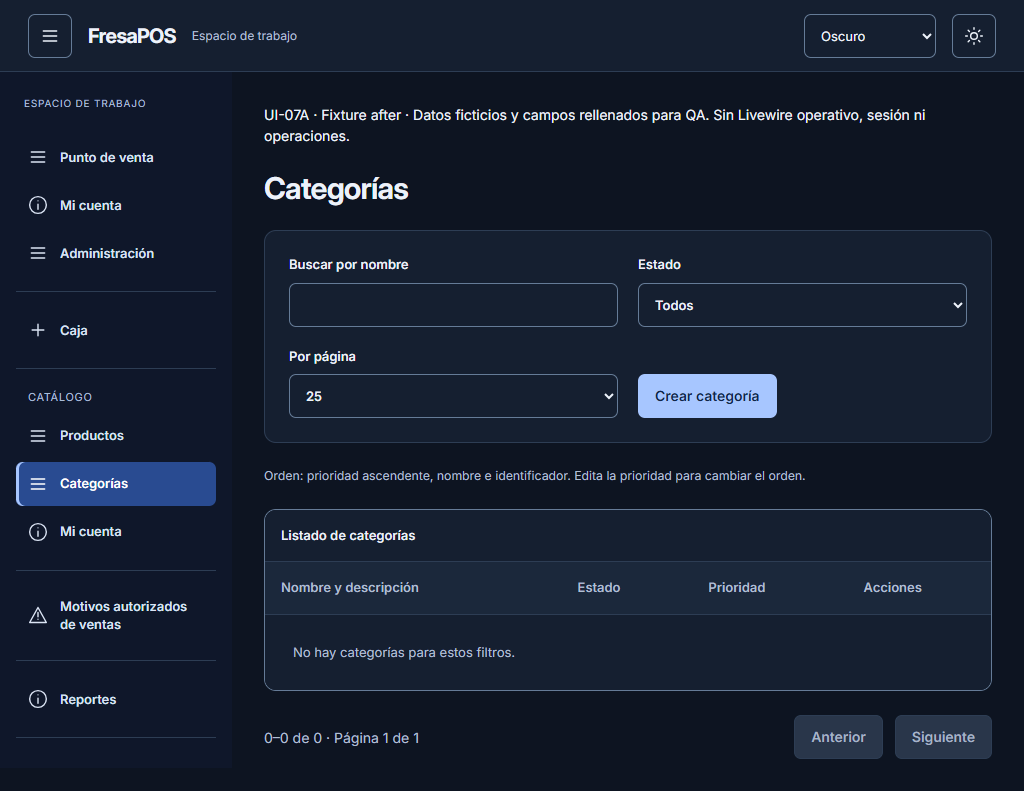 FresaPOS
Espacio de trabajo
Oscuro
ESPACIO DE TRABAJO
Punto de venta
Mi cuenta
Administración
Caja
CATÁLOGO
Productos
Categorías
Mi cuenta
Motivos autorizados
de ventas
Reportes
UI-07A · Fixture after · Datos ficticios y campos rellenados para QA. Sin Livewire operativo, sesión ni
operaciones.
Categorías
Buscar por nombre
Estado
Todos
Por página
25
Crear categoría
Orden: prioridad ascendente, nombre e identificador. Edita la prioridad para cambiar el orden.
Listado de categorías
Nombre y descripción Estado Prioridad Acciones
No hay categorías para estos filtros.
0–0 de 0 · Página 1 de 1
Anterior
Siguiente